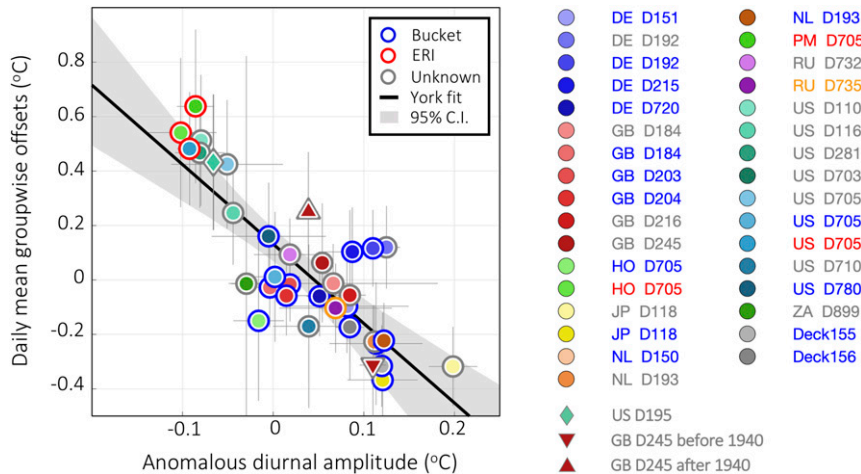 Daily mean groupwise offsets (°C)
0.8
0.6
0.4
0.2
0
-0.2
-0.4
Bucket
ERI
Unknown
York fit
95% C.I.
-0.1
0
0.1
0.2
Anomalous diurnal amplitude (°C)
DE D151
DE D192
DE D192
DE D215
DE D720
GB D184
GB D184
GB D203
GB D204
GB D216
GB D245
HO D705
HO D705
JP D118
JP D118
NL D150
NL D193
NL D193
PM D705
RU D732
RU D735
US D110
US D116
US D281
US D703
US D705
US D705
US D705
US D710
US D780
ZA D899
Deck155
Deck156
US D195
GB D245 before 1940
GB D245 after 1940